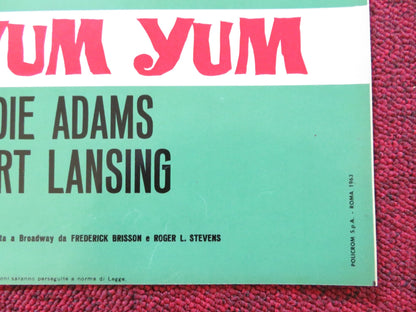 YUM YUM
DIE ADAMS
RT LANSING
ta a Broadway da FREDERICK BRISSON e ROGER L. STEVENS
oni saranno perseguite a norma di Legge.
POLICROM S.p.A. - ROMA 1963